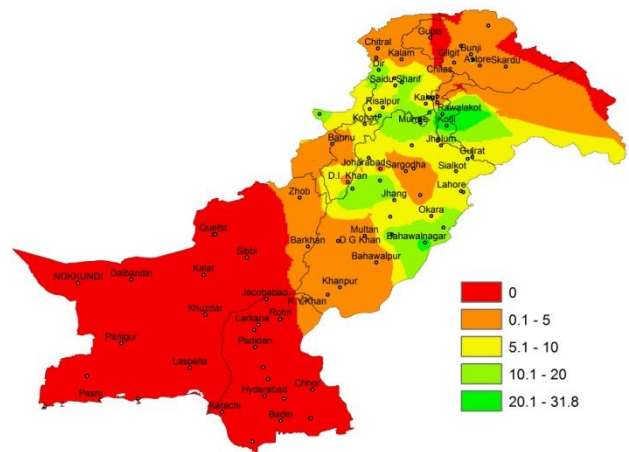 Gupis
Chitral
Kalam
Bunji
Gilgit
Dir
Chilas
Astore
Skardu
Saidu Sharif
Kakul
Risalpur
Rawalakot
Kohat
Murree
Kotli
Bannu
Jhelum
Joharabad
Gujrat
Sargodha
Sialkot
D.I. Khan
Zhob
Jhang
Lahore
Okara
Quetta
Multan
Barkhan
D G Khan
Bahawalnagar
Sibbi
Bahawalpur
NOKKUNDI
Dalbandin
Kalat
Khanpur
Jacobabad
R.Y.Khan
Khuzdar
Larkana
Rohri
Panjgur
Padidan
Lasbella
Pasni
Hyderabad
Chhor
Karachi
Badin
0
0.1 - 5
5.1 - 10
10.1 - 20
20.1 - 31.8